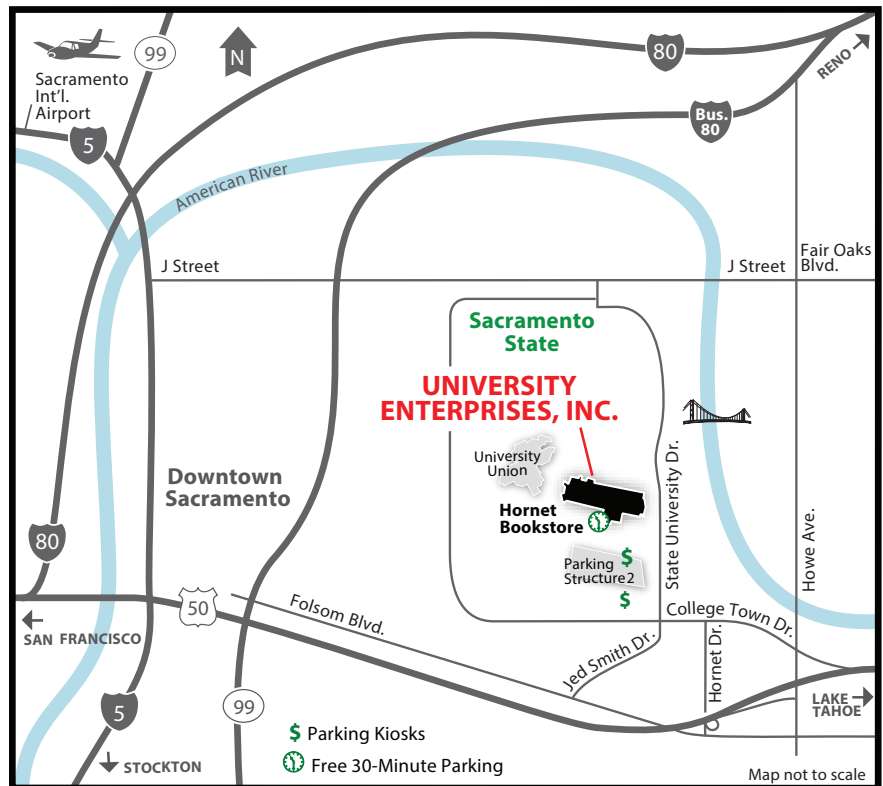 99
N
80
RENO
Sacramento
Int'l.
Airport
5
Bus.
80
American River
J Street
J Street
Fair Oaks
Blvd.
Sacramento
State
UNIVERSITY
ENTERPRISES, INC.
University
Union
Downtown
Sacramento
Hornet
Bookstore
State University Dr.
Howe Ave.
80
$
Parking
Structure 2
$
50
Folsom Blvd.
College Town Dr.
SAN FRANCISCO
Jed Smith Dr.
Hornet Dr.
LAKE
TAHOE
5
99
$ Parking Kiosks
STOCKTON
Free 30-Minute Parking
Map not to scale